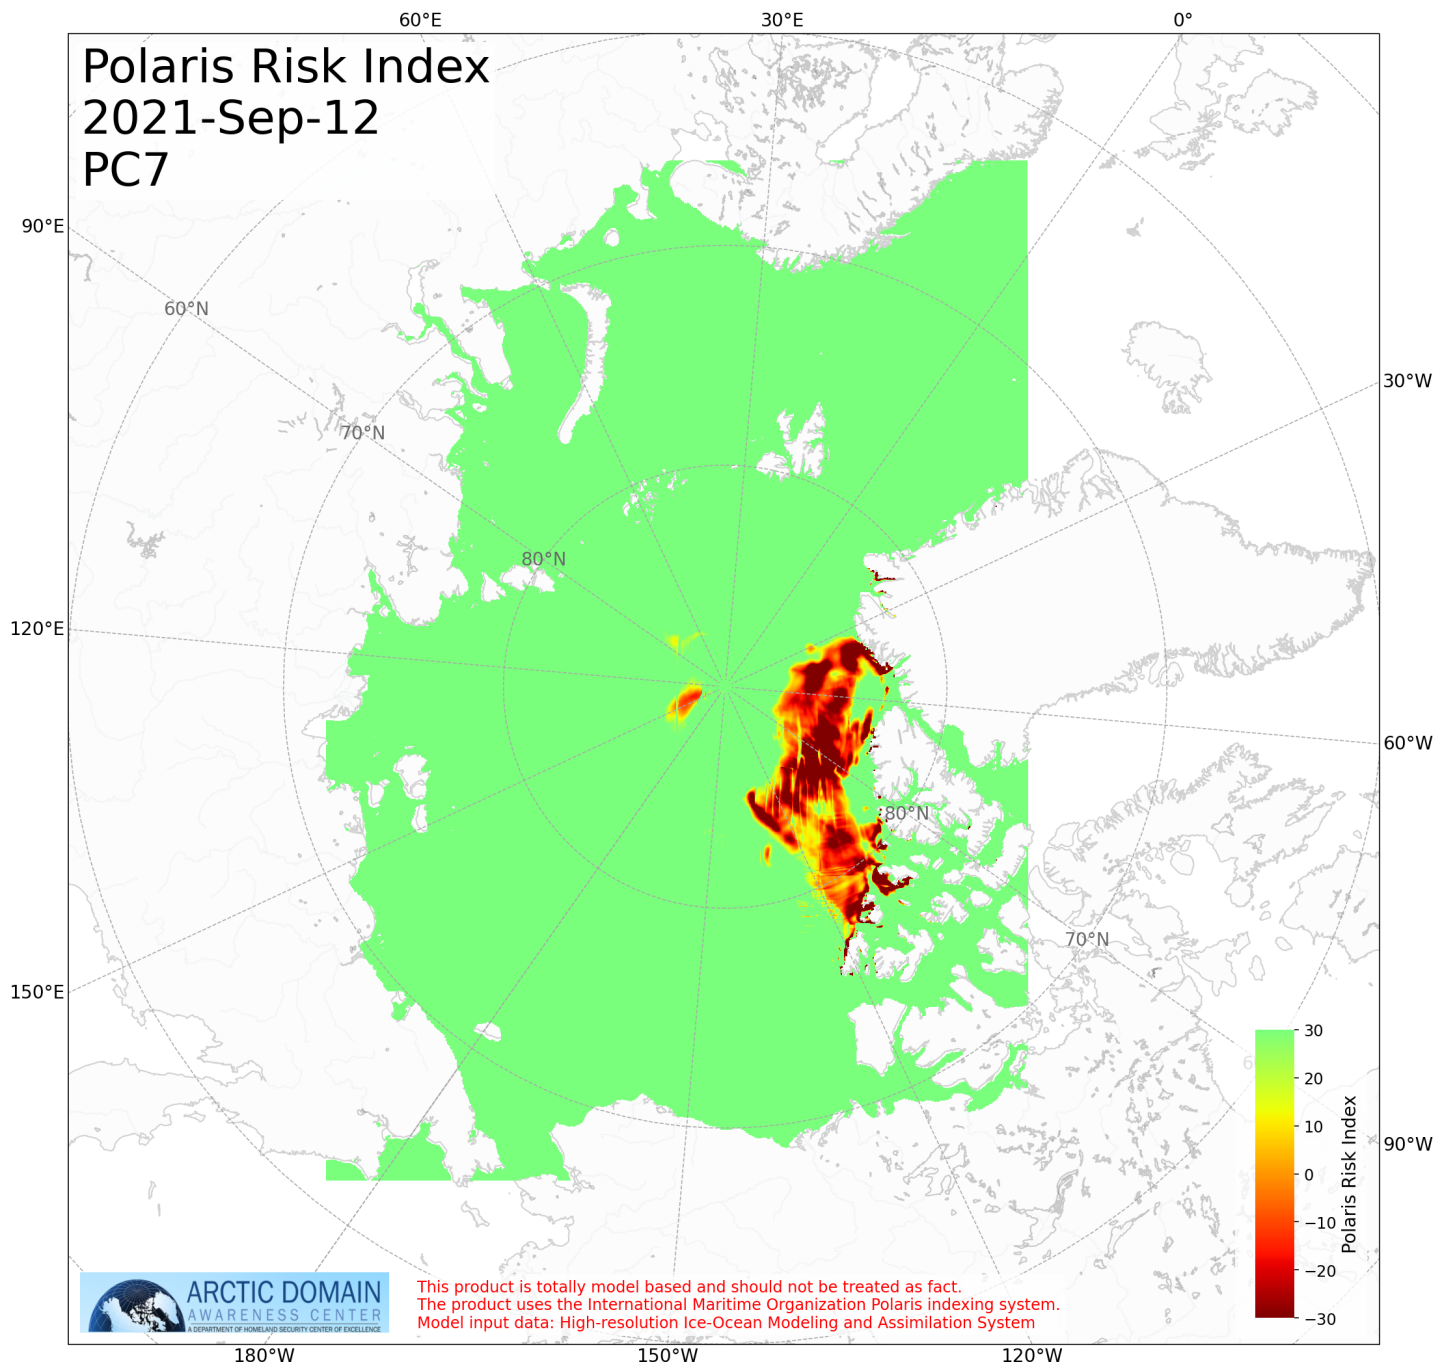 60°E
30°E
0°
Polaris Risk Index
2021-Sep-12
PC7
90°E
60°N
30°W
70°N
80°N
120°E
60°W
80°N
70°N
150°E
30
20
10
0
−10
−20
−30
Polaris Risk Index
90°W
ARCTIC DOMAIN
AWARENESS CENTER
A DEPARTMENT OF HOMELAND SECURITY CENTER OF EXCELLENCE
This product is totally model based and should not be treated as fact.
The product uses the International Maritime Organization Polaris indexing system.
Model input data: High-resolution Ice-Ocean Modeling and Assimilation System
180°W
150°W
120°W